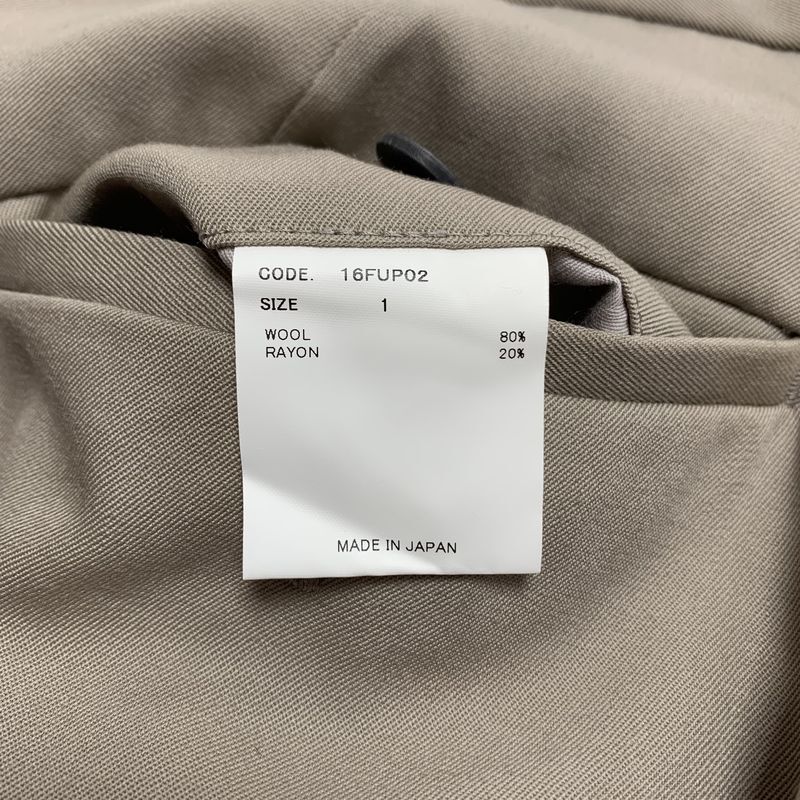 CODE. 16FUP02
SIZE 1
WOOL 80%
RAYON 20%
MADE IN JAPAN